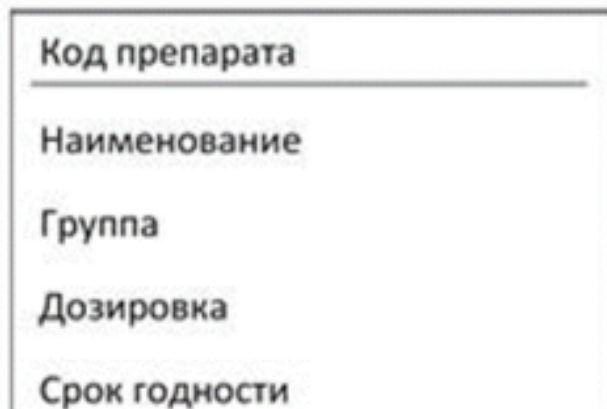 Код препарата
Наименование
Группа
Дозировка
Срок годности